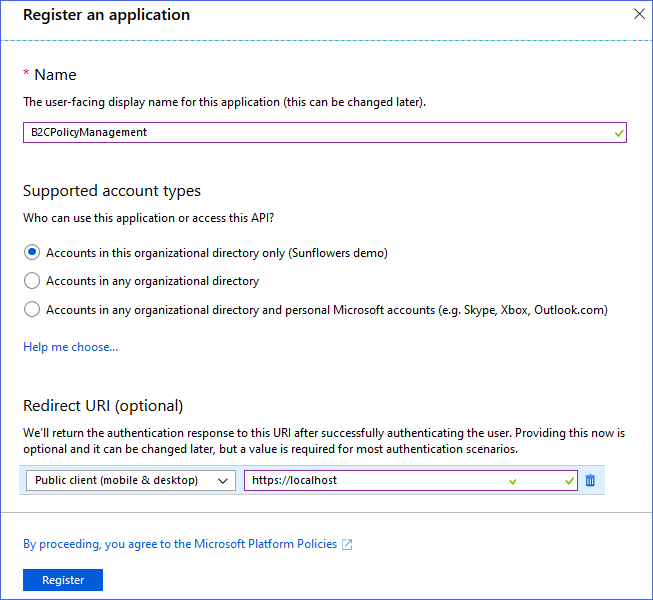 Register an application
* Name
The user-facing display name for this application (this can be changed later).
B2CPolicyManagement
Supported account types
Who can use this application or access this API?
Accounts in this organizational directory only (Sunflowers demo)
Accounts in any organizational directory
Accounts in any organizational directory and personal Microsoft accounts (e.g. Skype, Xbox, Outlook.com)
Help me choose...
Redirect URI (optional)
We'll return the authentication response to this URI after successfully authenticating the user. Providing this now is
optional and it can be changed later, but a value is required for most authentication scenarios.
Public client (mobile & desktop) https://localhost
By proceeding, you agree to the Microsoft Platform Policies
Register